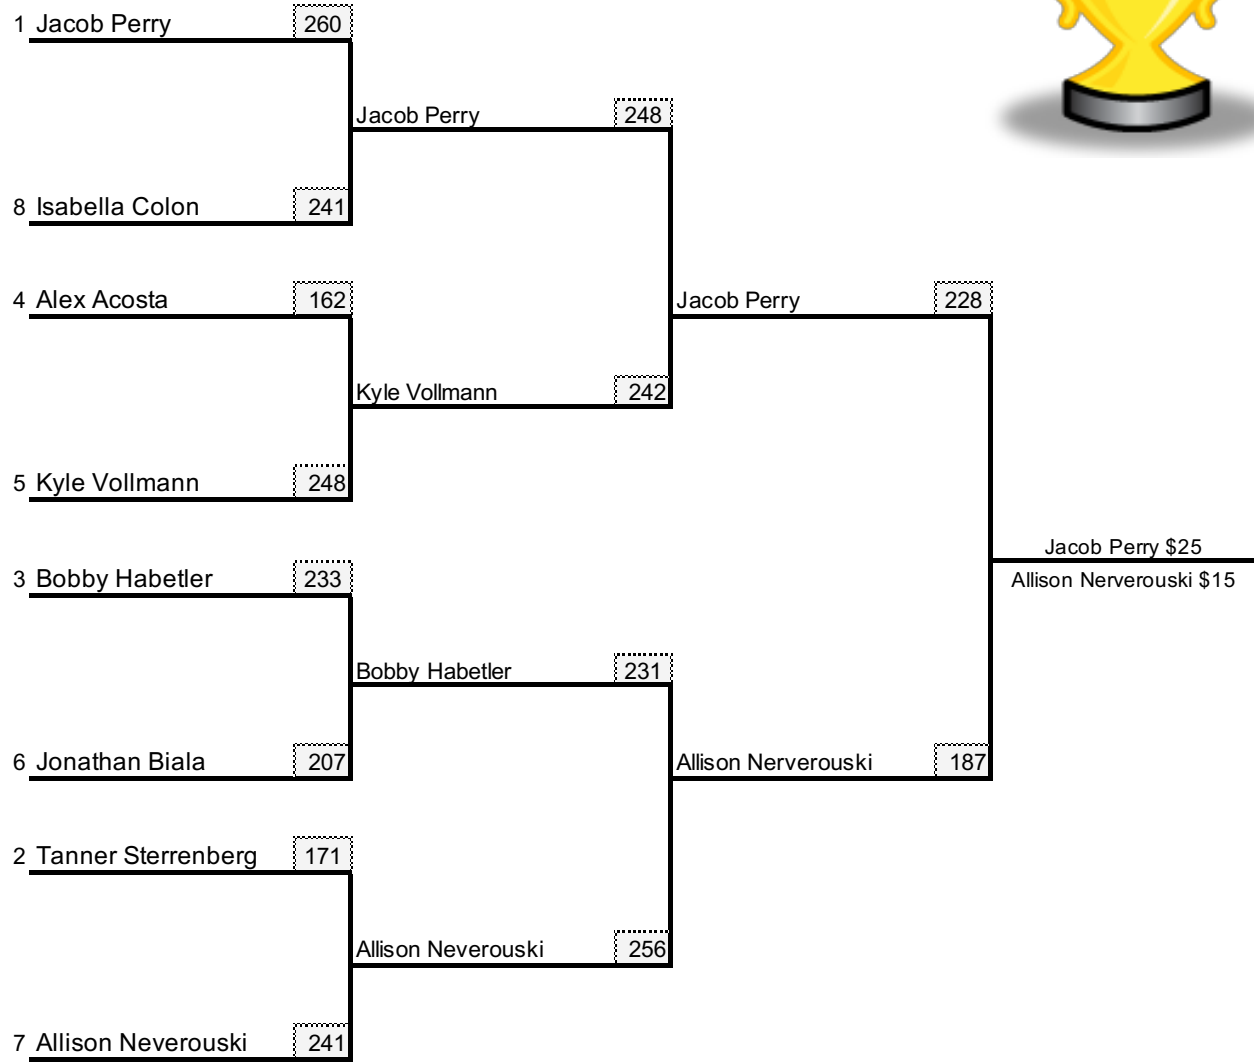 1 Jacob Perry 260
Jacob Perry 248
8 Isabella Colon 241
4 Alex Acosta 162
Jacob Perry 228
Kyle Vollmann 242
5 Kyle Vollmann 248
Jacob Perry $25
3 Bobby Habetler 233
Allison Nerverouski $15
Bobby Habetler 231
6 Jonathan Biala 207
Allison Nerverouski 187
2 Tanner Sterrenberg 171
Allison Neverouski 256
7 Allison Neverouski 241